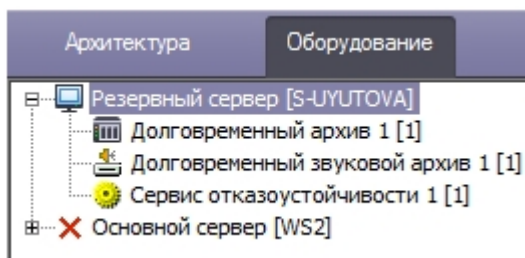 Архитектура Оборудование
Резервный сервер [S-UYUTOVA]
Долговременный архив 1 [1]
Долговременный звуковой архив 1 [1]
Сервис отказоустойчивости 1 [1]
Основной сервер [WS2]